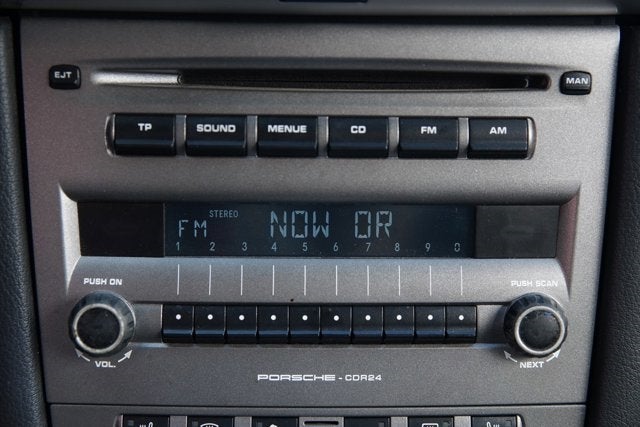 EJT
MAN
TP SOUND MENUE CD FM AM
FM STEREO NOW OR
1 2 3 4 5 6 7 8 9 0
PUSH ON
PUSH SCAN
VOL.
NEXT
PORSCHE - CDR24